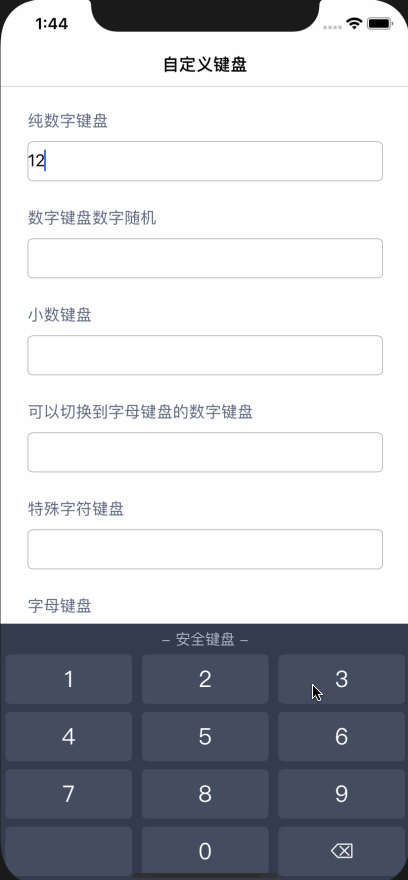 1:44
自定义键盘
纯数字键盘
12
数字键盘数字随机
小数键盘
可以切换到字母键盘的数字键盘
特殊字符键盘
字母键盘
– 安全键盘 –
1 2 3
4 5 6
7 8 9
0